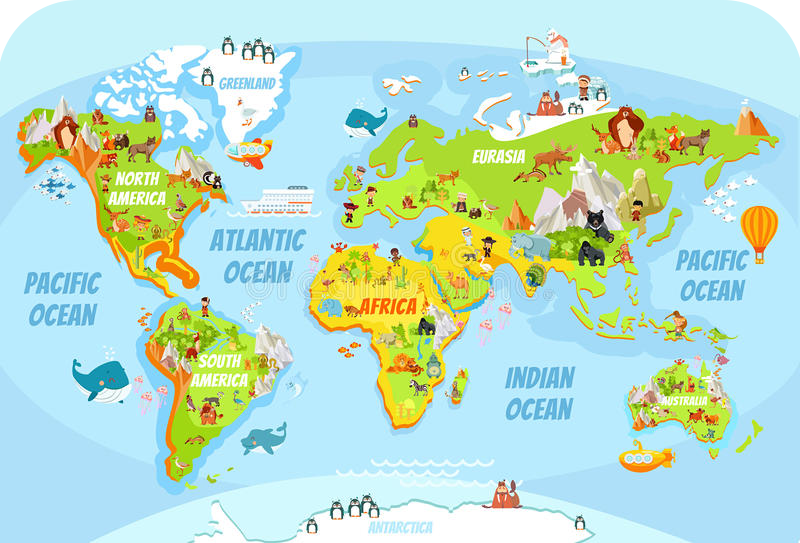 GREENLAND
NORTH
AMERICA
EURASIA
ATLANTIC
OCEAN
PACIFIC
OCEAN
PACIFIC
OCEAN
AFRICA
SOUTH
AMERICA
INDIAN
OCEAN
AUSTRALIA
ANTARCTICA